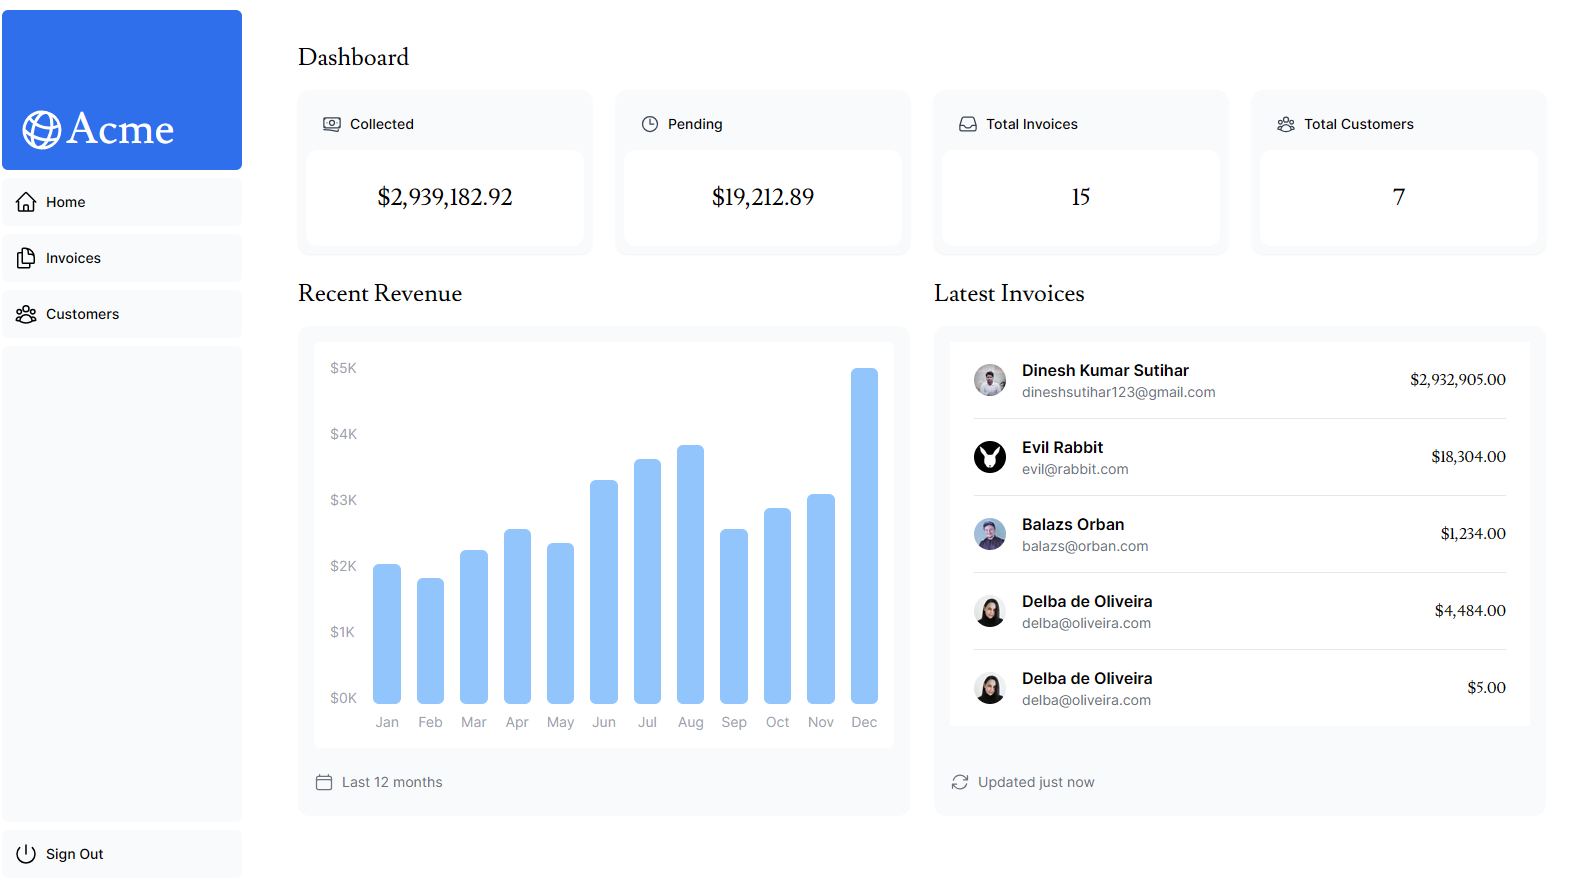 Acme
Home
Invoices
Customers
Sign Out
Dashboard
Collected
$2,939,182.92
Pending
$19,212.89
Total Invoices
15
Total Customers
7
Recent Revenue
$5K
$4K
$3K
$2K
$1K
$0K
Jan Feb Mar Apr May Jun Jul Aug Sep Oct Nov Dec
Last 12 months
Latest Invoices
Dinesh Kumar Sutihar
dineshsutihar123@gmail.com
$2,932,905.00
Evil Rabbit
evil@rabbit.com
$18,304.00
Balazs Orban
balazs@orban.com
$1,234.00
Delba de Oliveira
delba@oliveira.com
$4,484.00
Delba de Oliveira
delba@oliveira.com
$5.00
Updated just now